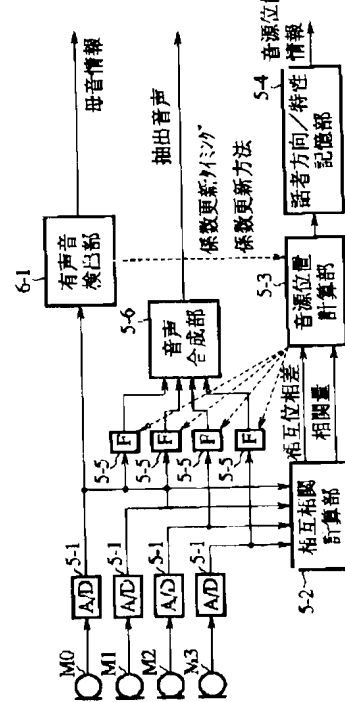 M0
M1
M2
M3
A/D
5-1
A/D
5-1
A/D
5-1
A/D
5-1
5-2
相互相関
計算部
5-5
F
5-5
F
5-5
F
5-5
F
相互位相差
相関量
6-1
有声音
検出部
5-6
音声
合成部
5-3
音源位置
計算部
係数更新タイミング
係数更新方法
5-4
話者方向/特性
記憶部
母音情報
抽出音声
音源位置
情報